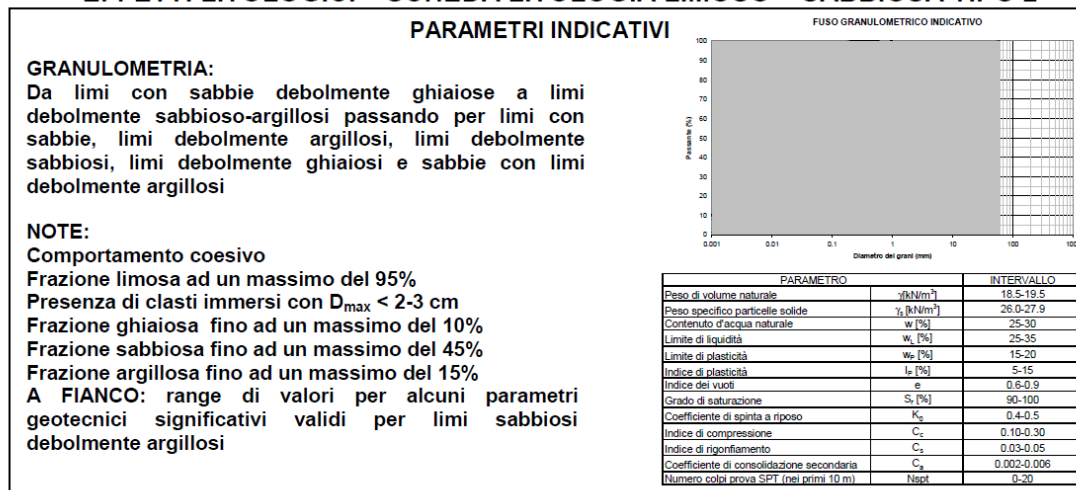 PARAMETRI INDICATIVI
GRANULOMETRIA:
Da limi con sabbie debolmente ghiaiose a limi
debolmente sabbioso-argillosi passando per limi con
sabbie, limi debolmente argillosi, limi debolmente
sabbiosi, limi debolmente ghiaiosi e sabbie con limi
debolmente argillosi
NOTE:
Comportamento coesivo
Frazione limosa ad un massimo del 95%
Presenza di clasti immersi con Dmax < 2-3 cm
Frazione ghiaiosa fino ad un massimo del 10%
Frazione sabbiosa fino ad un massimo del 45%
Frazione argillosa fino ad un massimo del 15%
A FIANCO: range di valori per alcuni parametri
geotecnici significativi validi per limi sabbiosi
debolmente argillosi
FUSO GRANULOMETRICO INDICATIVO
100
90
80
70
60
50
40
30
20
10
0
Passante (%)
0.001 0.01 0.1 1 10 100 100
Diametro dei grani (mm)
PARAMETRO INTERVALLO
Peso di volume naturale γ[kN/m³] 18.5-19.5
Peso specifico particelle solide γs [kN/m³] 26.0-27.9
Contenuto d'acqua naturale w [%] 25-30
Limite di liquidità wL [%] 25-35
Limite di plasticità wP [%] 15-20
Indice di plasticità IP [%] 5-15
Indice dei vuoti e 0.6-0.9
Grado di saturazione Sr [%] 90-100
Coefficiente di spinta a riposo K0 0.4-0.5
Indice di compressione Cc 0.10-0.30
Indice di rigonfiamento Cs 0.03-0.05
Coefficiente di consolidazione secondaria Cα 0.002-0.006
Numero colpi prova SPT (nei primi 10 m) Nspt 0-20